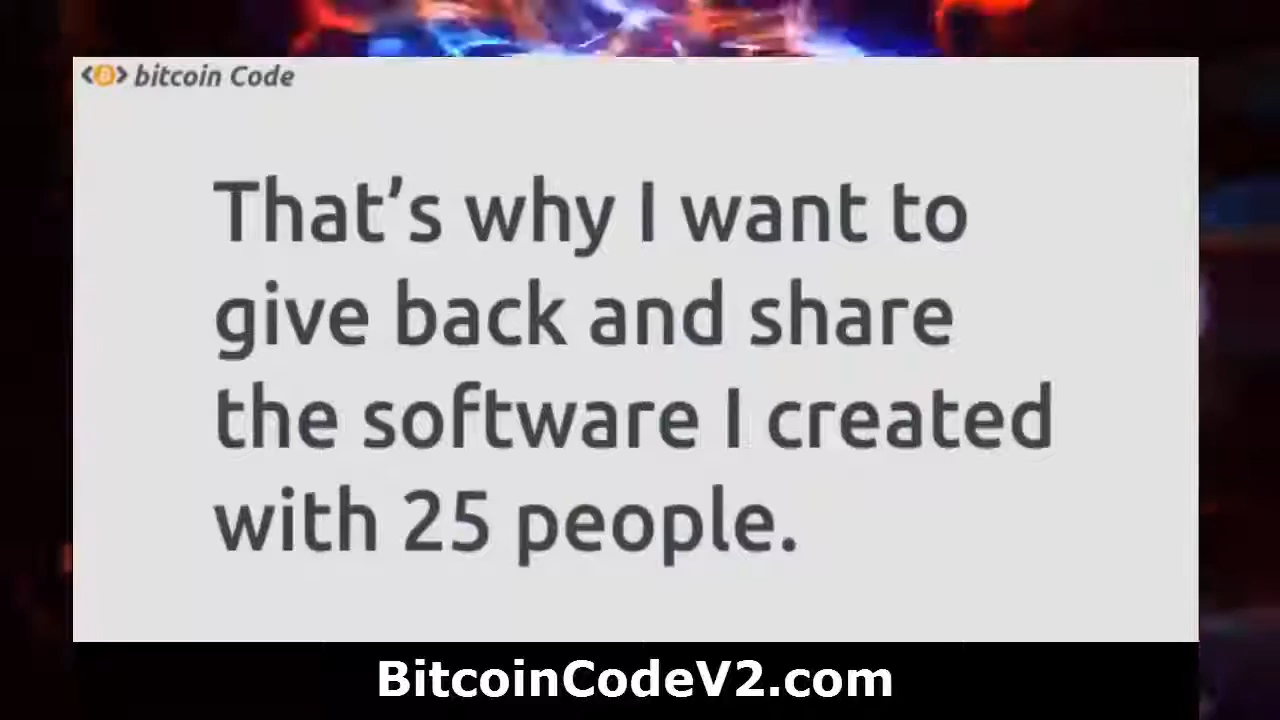 bitcoin Code
That's why I want to
give back and share
the software I created
with 25 people.
BitcoinCodeV2.com